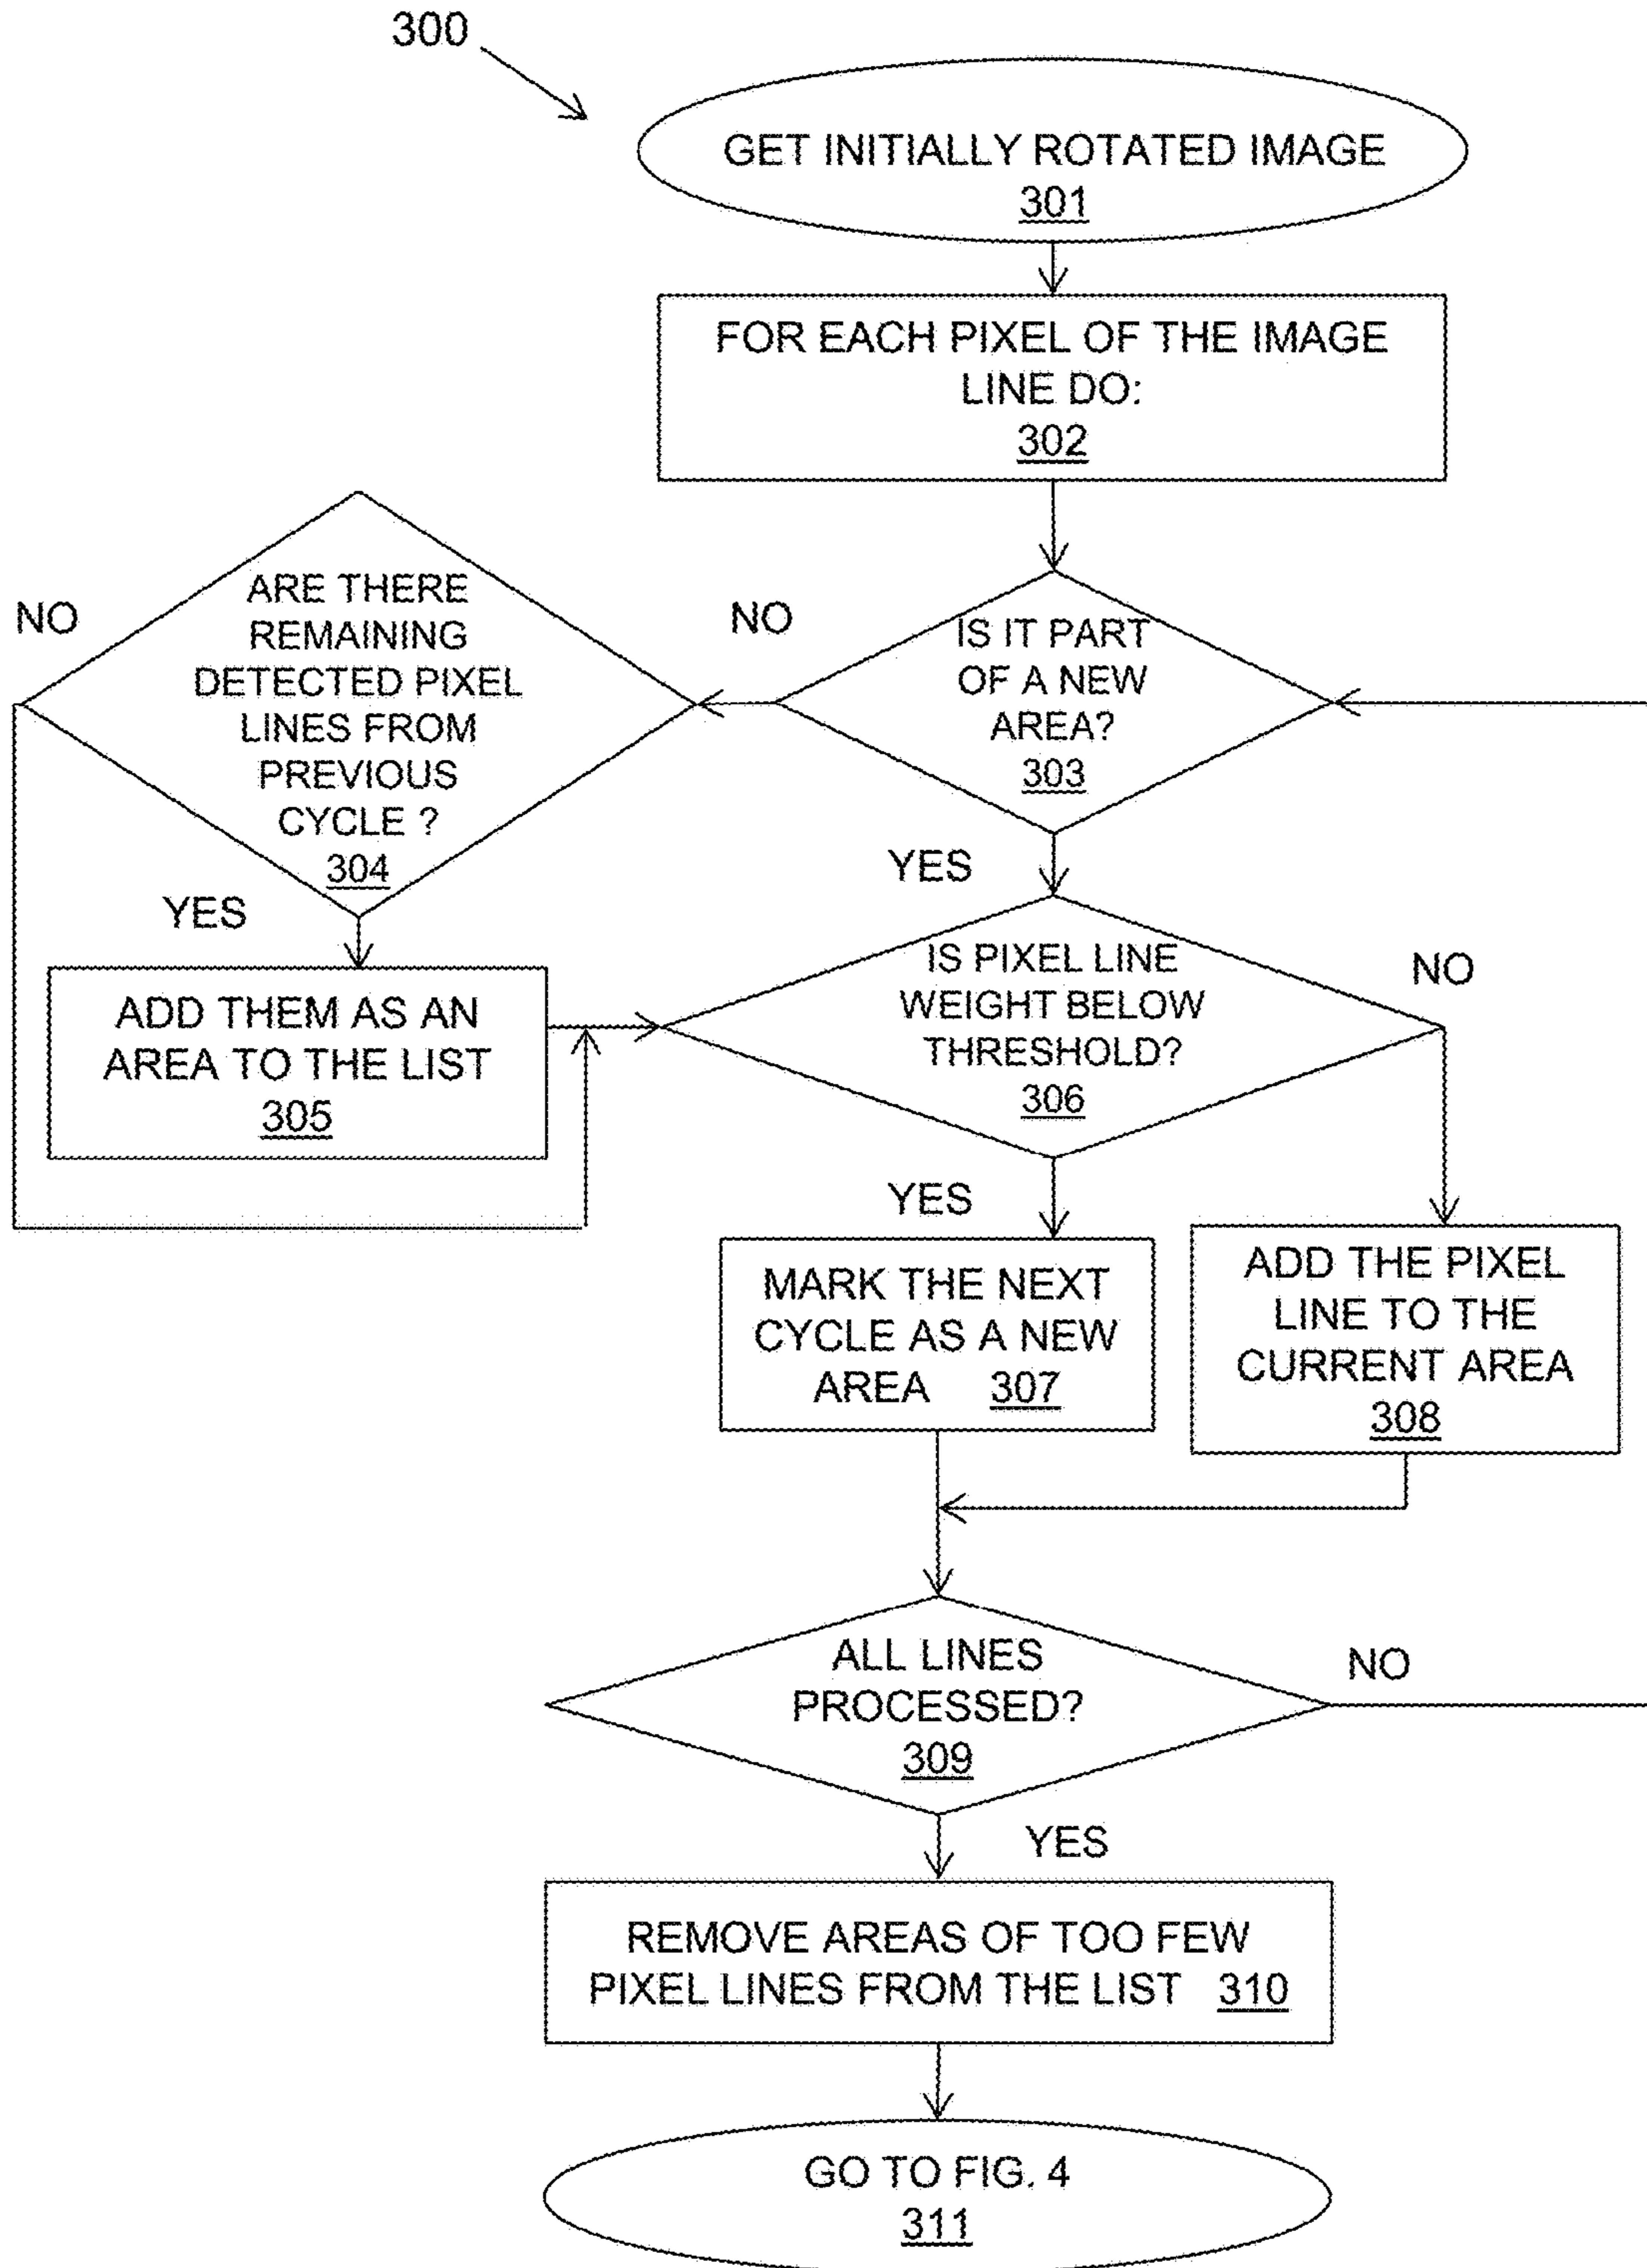 300
GET INITIALLY ROTATED IMAGE
301
FOR EACH PIXEL OF THE IMAGE
LINE DO:
302
IS IT PART
OF A NEW
AREA?
303
NO
YES
ARE THERE
REMAINING
DETECTED PIXEL
LINES FROM
PREVIOUS
CYCLE ?
304
NO
YES
ADD THEM AS AN
AREA TO THE LIST
305
IS PIXEL LINE
WEIGHT BELOW
THRESHOLD?
306
NO
YES
MARK THE NEXT
CYCLE AS A NEW
AREA 307
ADD THE PIXEL
LINE TO THE
CURRENT AREA
308
ALL LINES
PROCESSED?
309
NO
YES
REMOVE AREAS OF TOO FEW
PIXEL LINES FROM THE LIST 310
GO TO FIG. 4
311